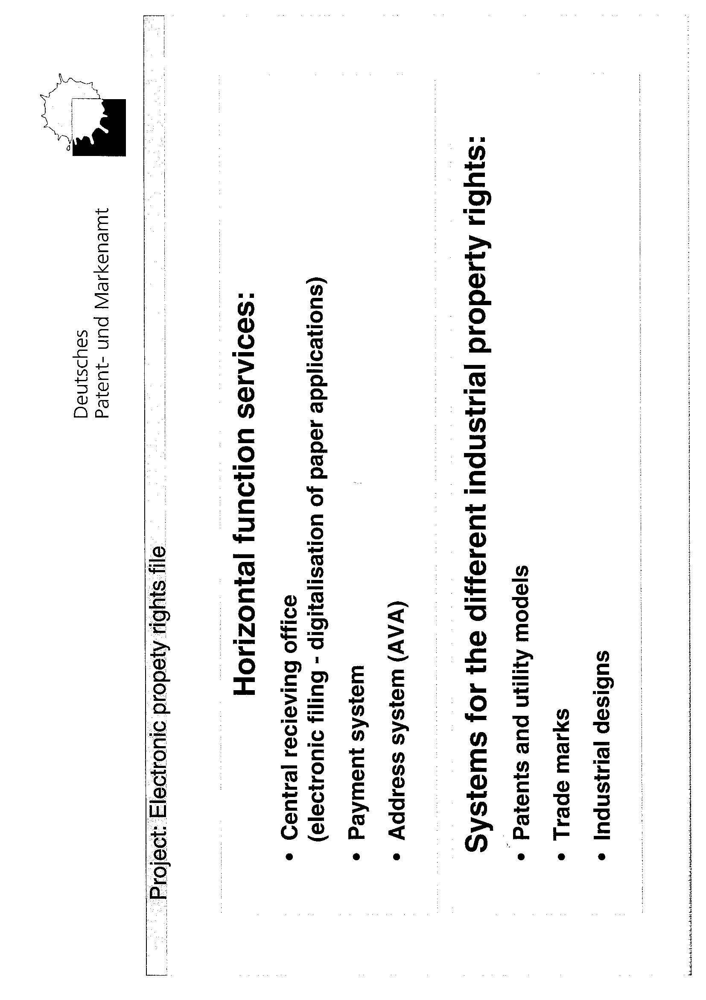 Deutsches
Patent- und Markenamt
Project: Electronic propety rights file
Horizontal function services:
• Central recieving office
(electronic filing - digitalisation of paper applications)
• Payment system
• Address system (AVA)
Systems for the different industrial property rights:
• Patents and utility models
• Trade marks
• Industrial designs